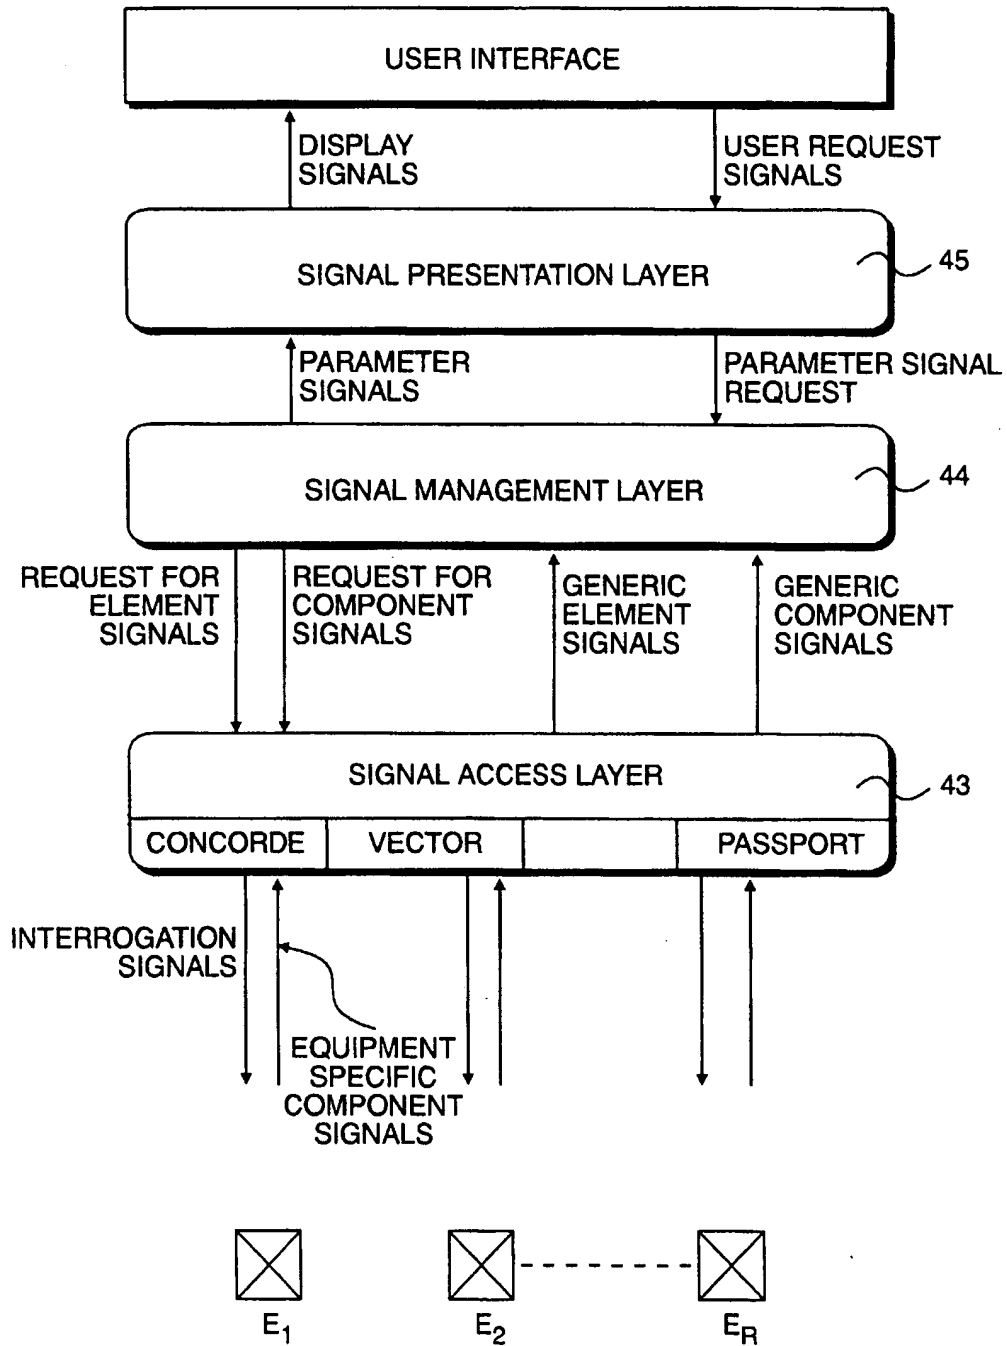 USER INTERFACE
DISPLAY
SIGNALS
USER REQUEST
SIGNALS
SIGNAL PRESENTATION LAYER
45
PARAMETER
SIGNALS
PARAMETER SIGNAL
REQUEST
SIGNAL MANAGEMENT LAYER
44
REQUEST FOR
ELEMENT
SIGNALS
REQUEST FOR
COMPONENT
SIGNALS
GENERIC
ELEMENT
SIGNALS
GENERIC
COMPONENT
SIGNALS
SIGNAL ACCESS LAYER
43
CONCORDE
VECTOR
PASSPORT
INTERROGATION
SIGNALS
EQUIPMENT
SPECIFIC
COMPONENT
SIGNALS
E1
E2
ER